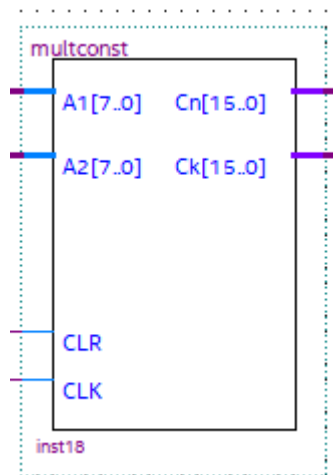 multconst
A1[7..0] Cn[15..0]
A2[7..0] Ck[15..0]
CLR
CLK
inst18